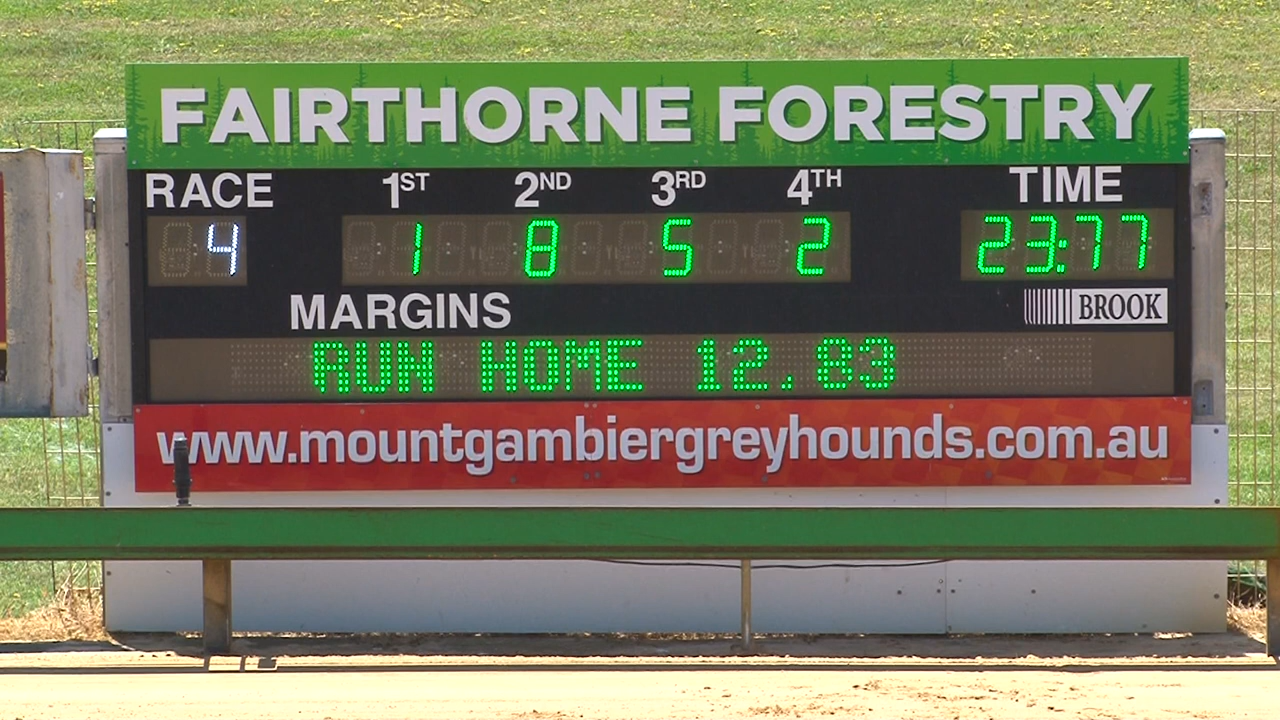 FAIRTHORNE FORESTRY
RACE 1ST 2ND 3RD 4TH TIME
4 1 8 5 2 23:77
MARGINS BROOK
RUN HOME 12.83
www.mountgambiergreyhounds.com.au